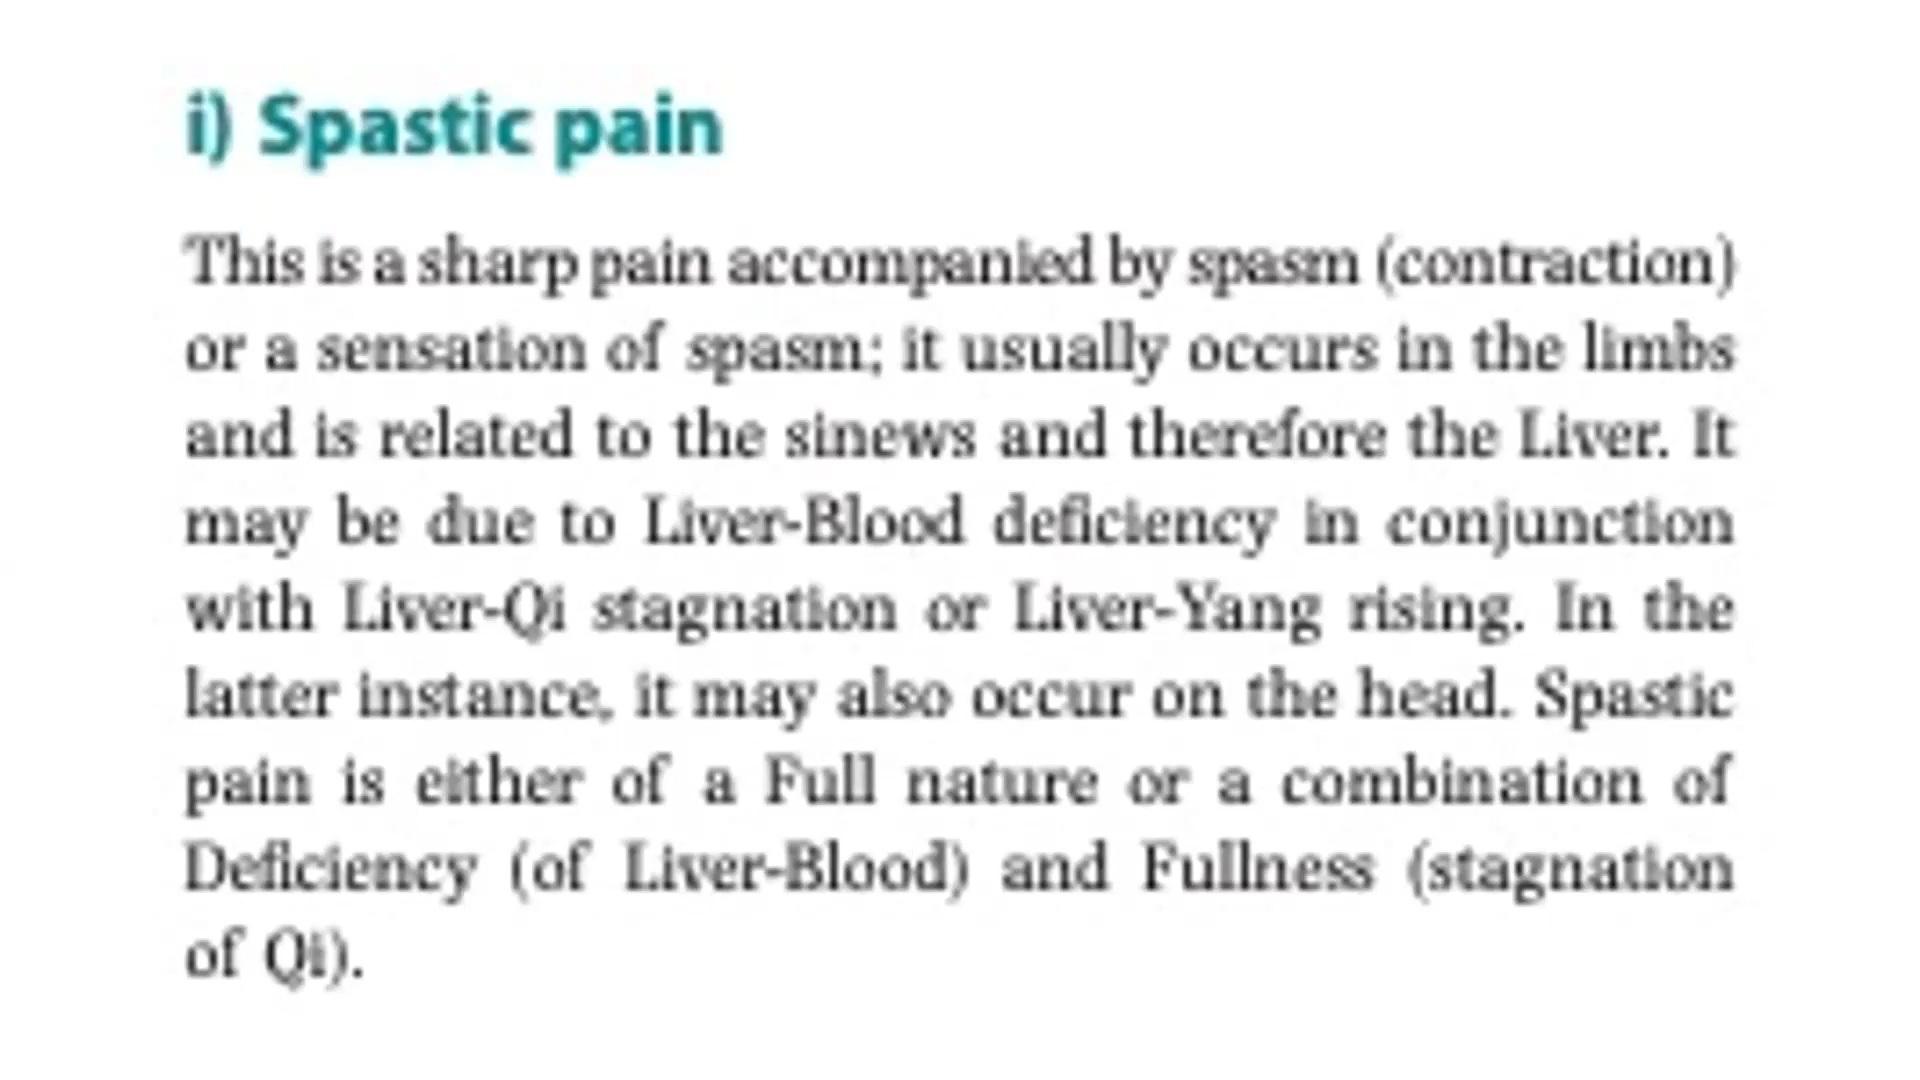 i) Spastic pain
This is a sharp pain accompanied by spasm (contraction)
or a sensation of spasm; it usually occurs in the limbs
and is related to the sinews and therefore the Liver. It
may be due to Liver-Blood deficiency in conjunction
with Liver-Qi stagnation or Liver-Yang rising. In the
latter instance, it may also occur on the head. Spastic
pain is either of a Full nature or a combination of
Deficiency (of Liver-Blood) and Fullness (stagnation
of Qi).